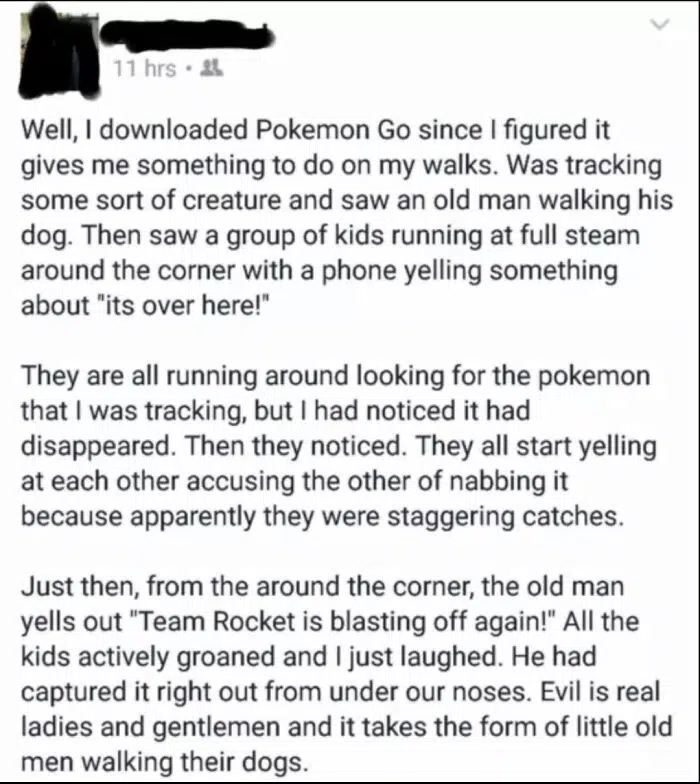 11 hrs •
Well, I downloaded Pokemon Go since I figured it
gives me something to do on my walks. Was tracking
some sort of creature and saw an old man walking his
dog. Then saw a group of kids running at full steam
around the corner with a phone yelling something
about "its over here!"
They are all running around looking for the pokemon
that I was tracking, but I had noticed it had
disappeared. Then they noticed. They all start yelling
at each other accusing the other of nabbing it
because apparently they were staggering catches.
Just then, from the around the corner, the old man
yells out "Team Rocket is blasting off again!" All the
kids actively groaned and I just laughed. He had
captured it right out from under our noses. Evil is real
ladies and gentlemen and it takes the form of little old
men walking their dogs.